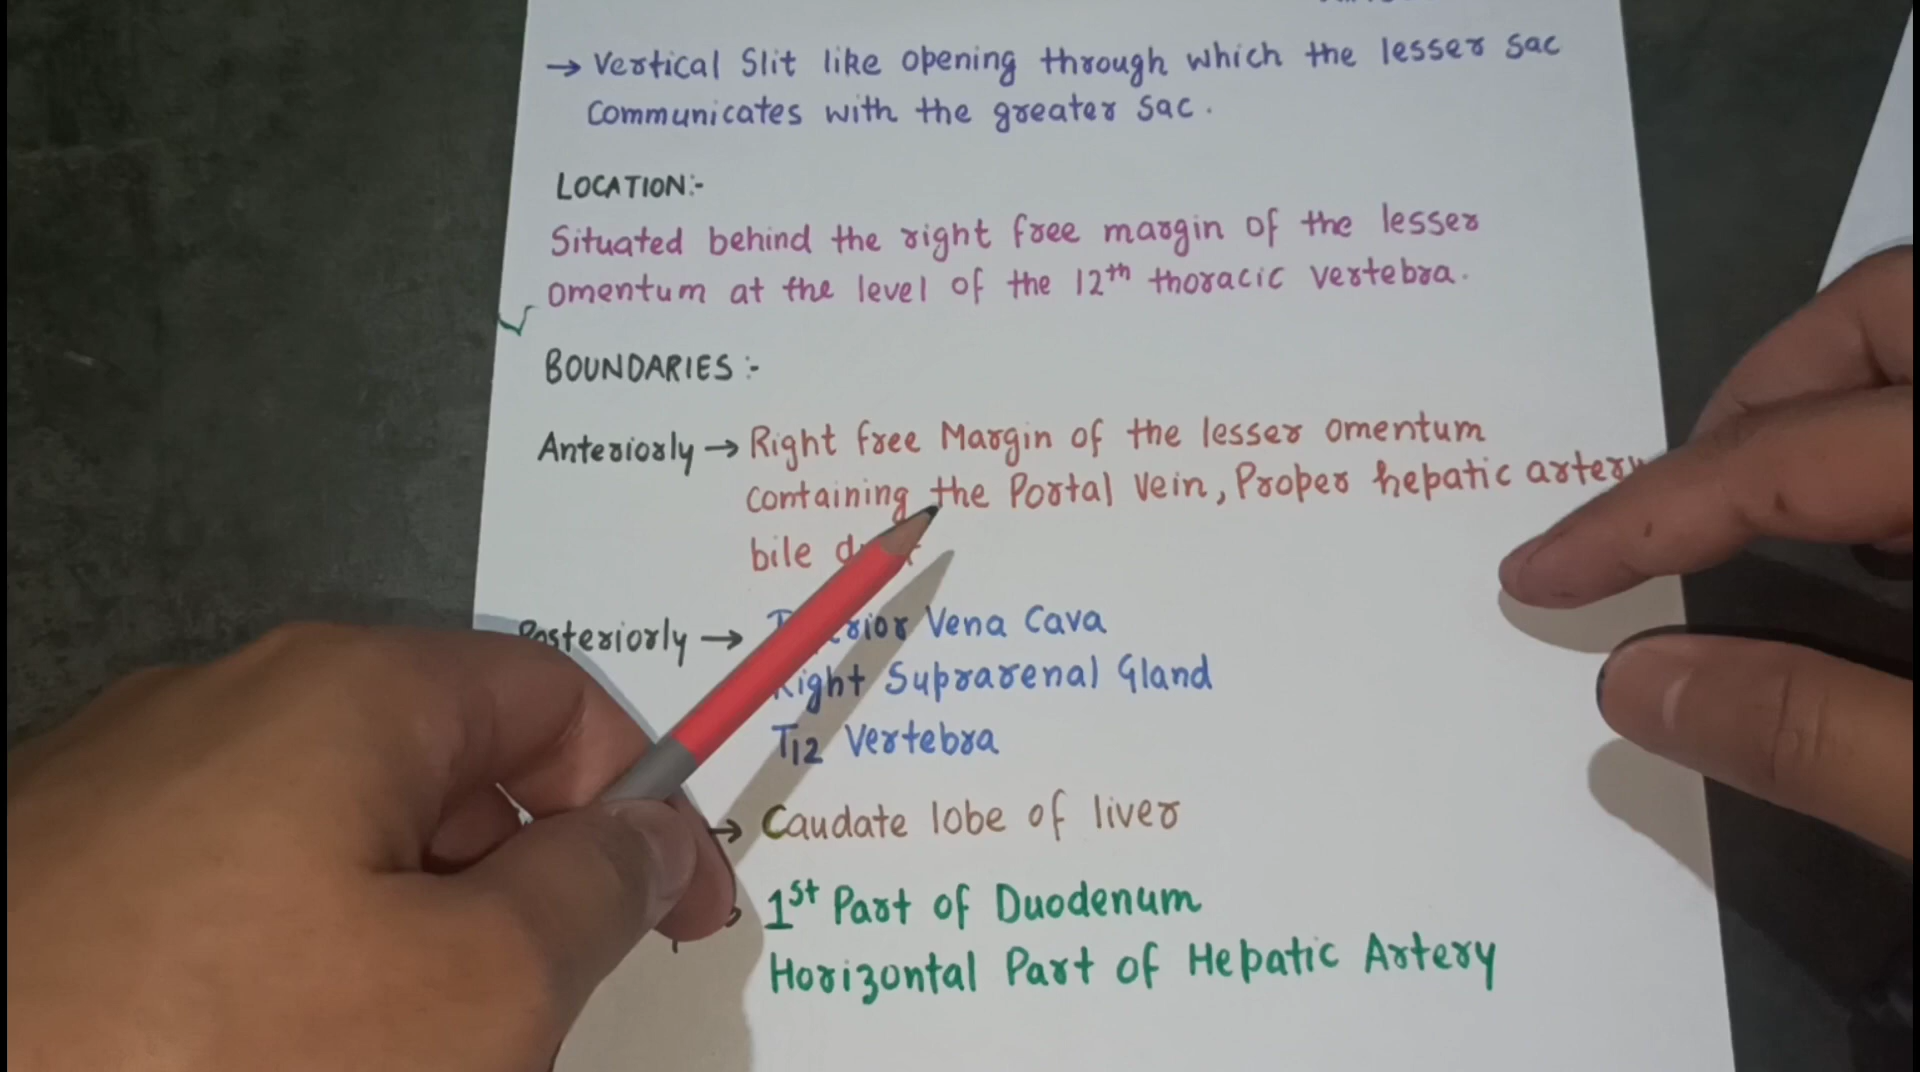 → Vertical Slit like opening through which the lesser sac
communicates with the greater sac.
LOCATION:-
Situated behind the right free margin of the lesser
omentum at the level of the 12th thoracic vertebra.
BOUNDARIES :-
Anteriorly → Right free Margin of the lesser omentum
containing the Portal vein, Proper hepatic artery
bile
Posteriorly → Vena Cava
Right Suprarenal Gland
T12 Vertebra
→ Caudate lobe of liver
1st Part of Duodenum
Horizontal Part of Hepatic Artery